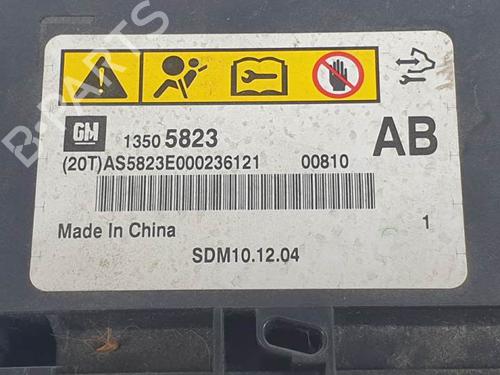 B-PARTS
GM 1350 5823 AB
(20T)AS5823E000236121 00810
Made In China 1
SDM10.12.04